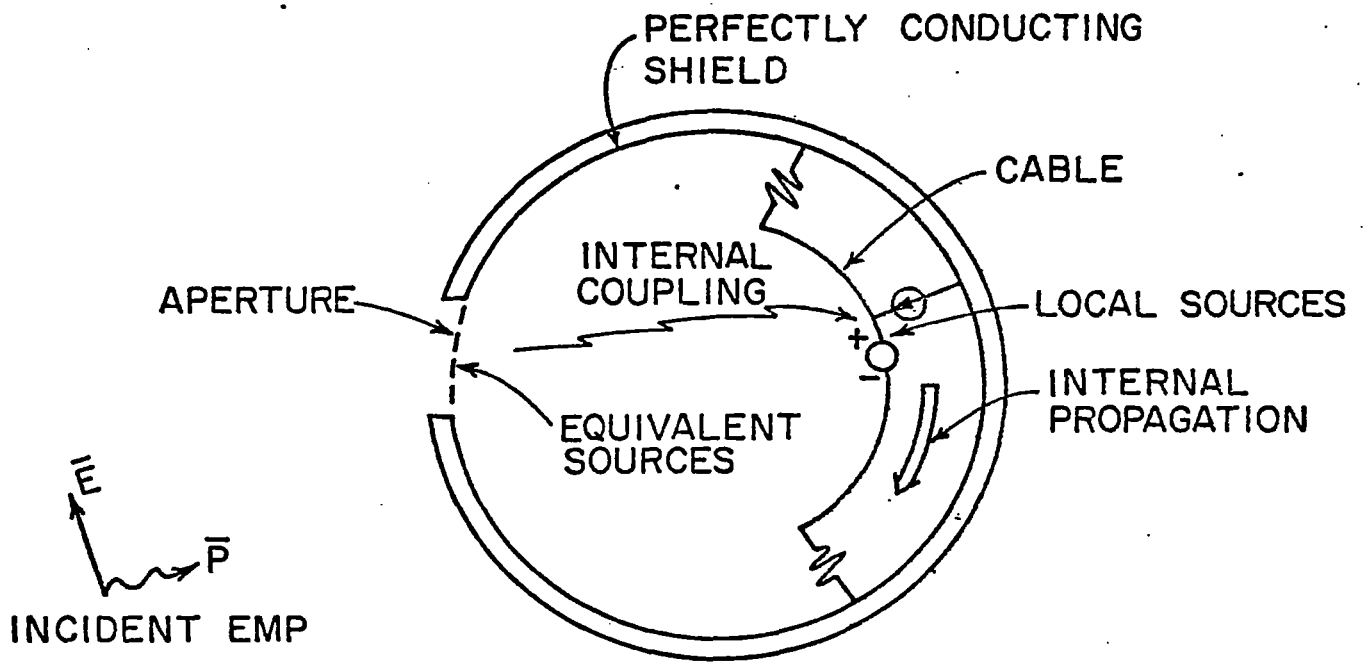 PERFECTLY CONDUCTING
SHIELD
CABLE
INTERNAL
COUPLING
APERTURE
LOCAL SOURCES
+
-
INTERNAL
PROPAGATION
EQUIVALENT
SOURCES
E̅
P̅
INCIDENT EMP